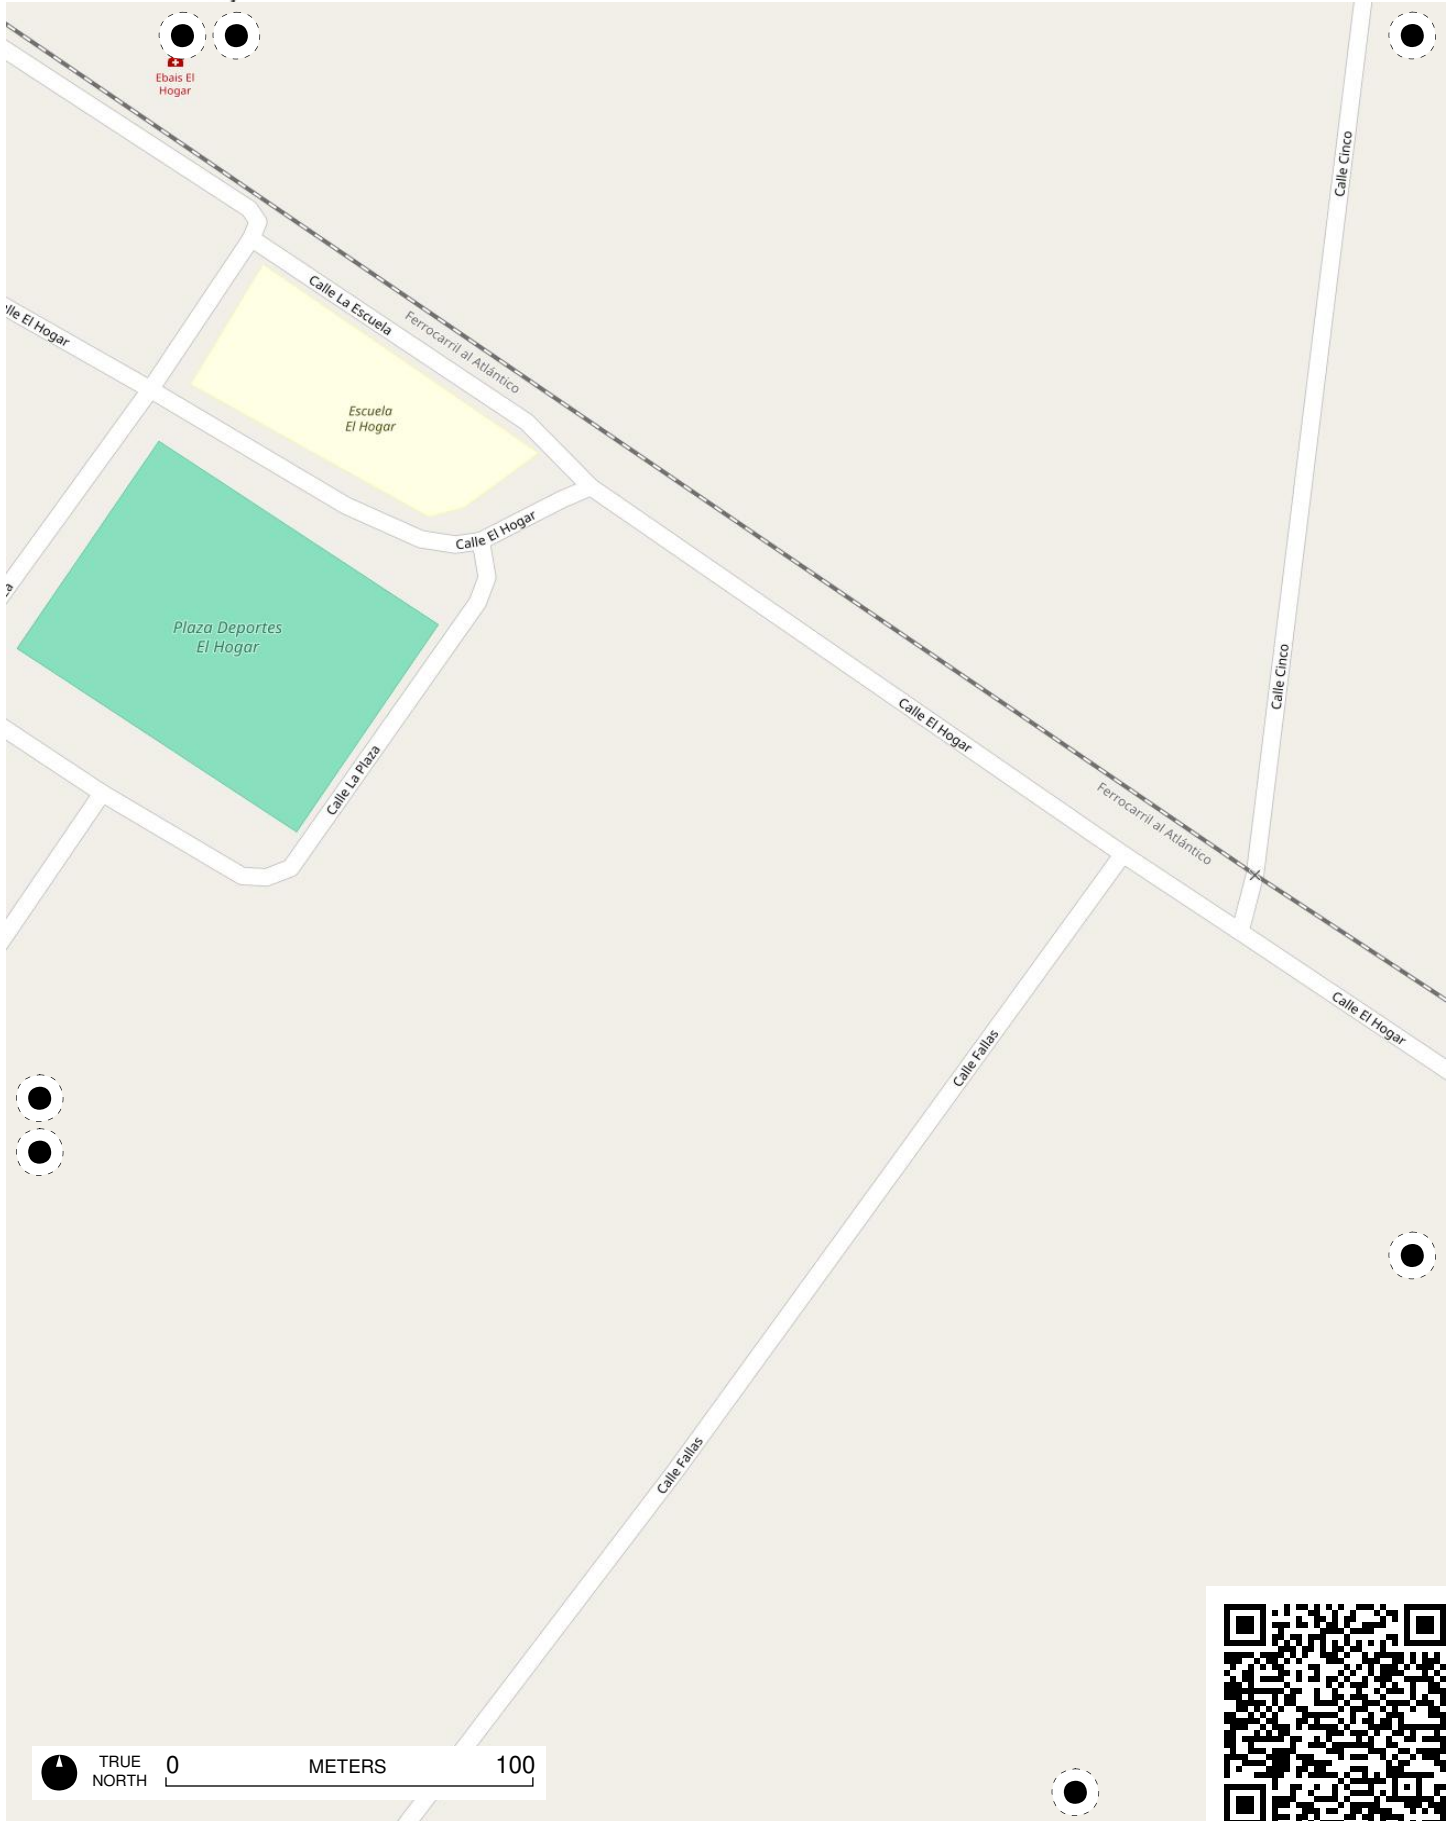 Ebais El
Hogar
Calle Cinco
Calle La Escuela
Ferrocarril al Atlántico
lle El Hogar
Escuela
El Hogar
Calle El Hogar
Plaza Deportes
El Hogar
Calle Cinco
Calle El Hogar
Calle La Plaza
Ferrocarril al Atlántico
Calle El Hogar
Calle Fallas
Calle Fallas
TRUE
NORTH
0 METERS 100